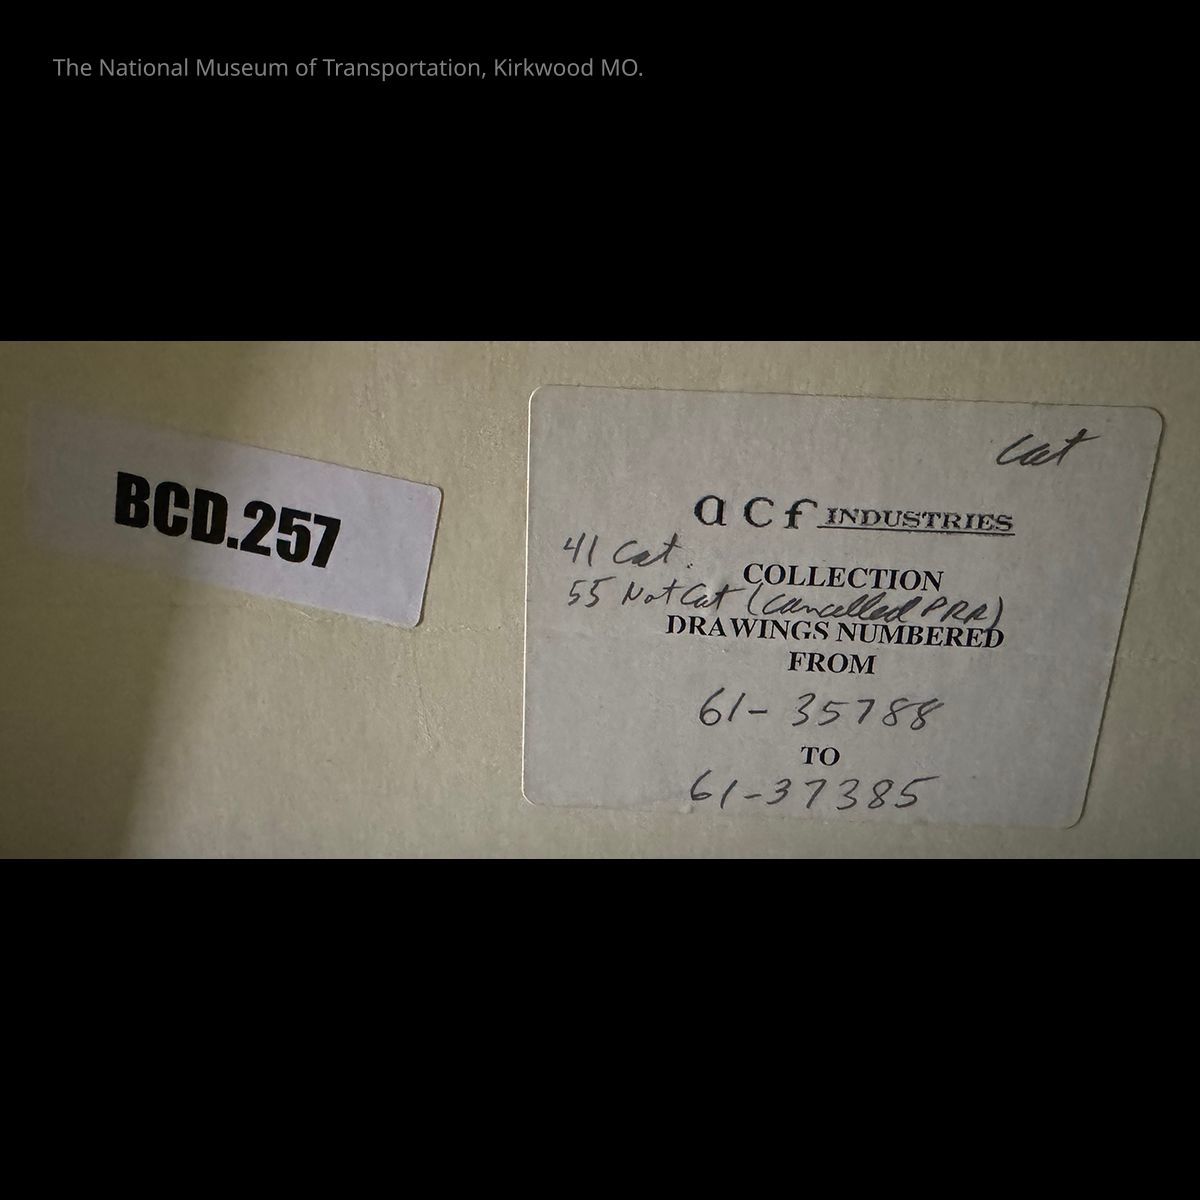 The National Museum of Transportation, Kirkwood MO.
BCD.257
Cat
acf INDUSTRIES
41 Cat.
COLLECTION
55 Not Cat (Cancelled PRR)
DRAWINGS NUMBERED
FROM
61-35788
TO
61-37385